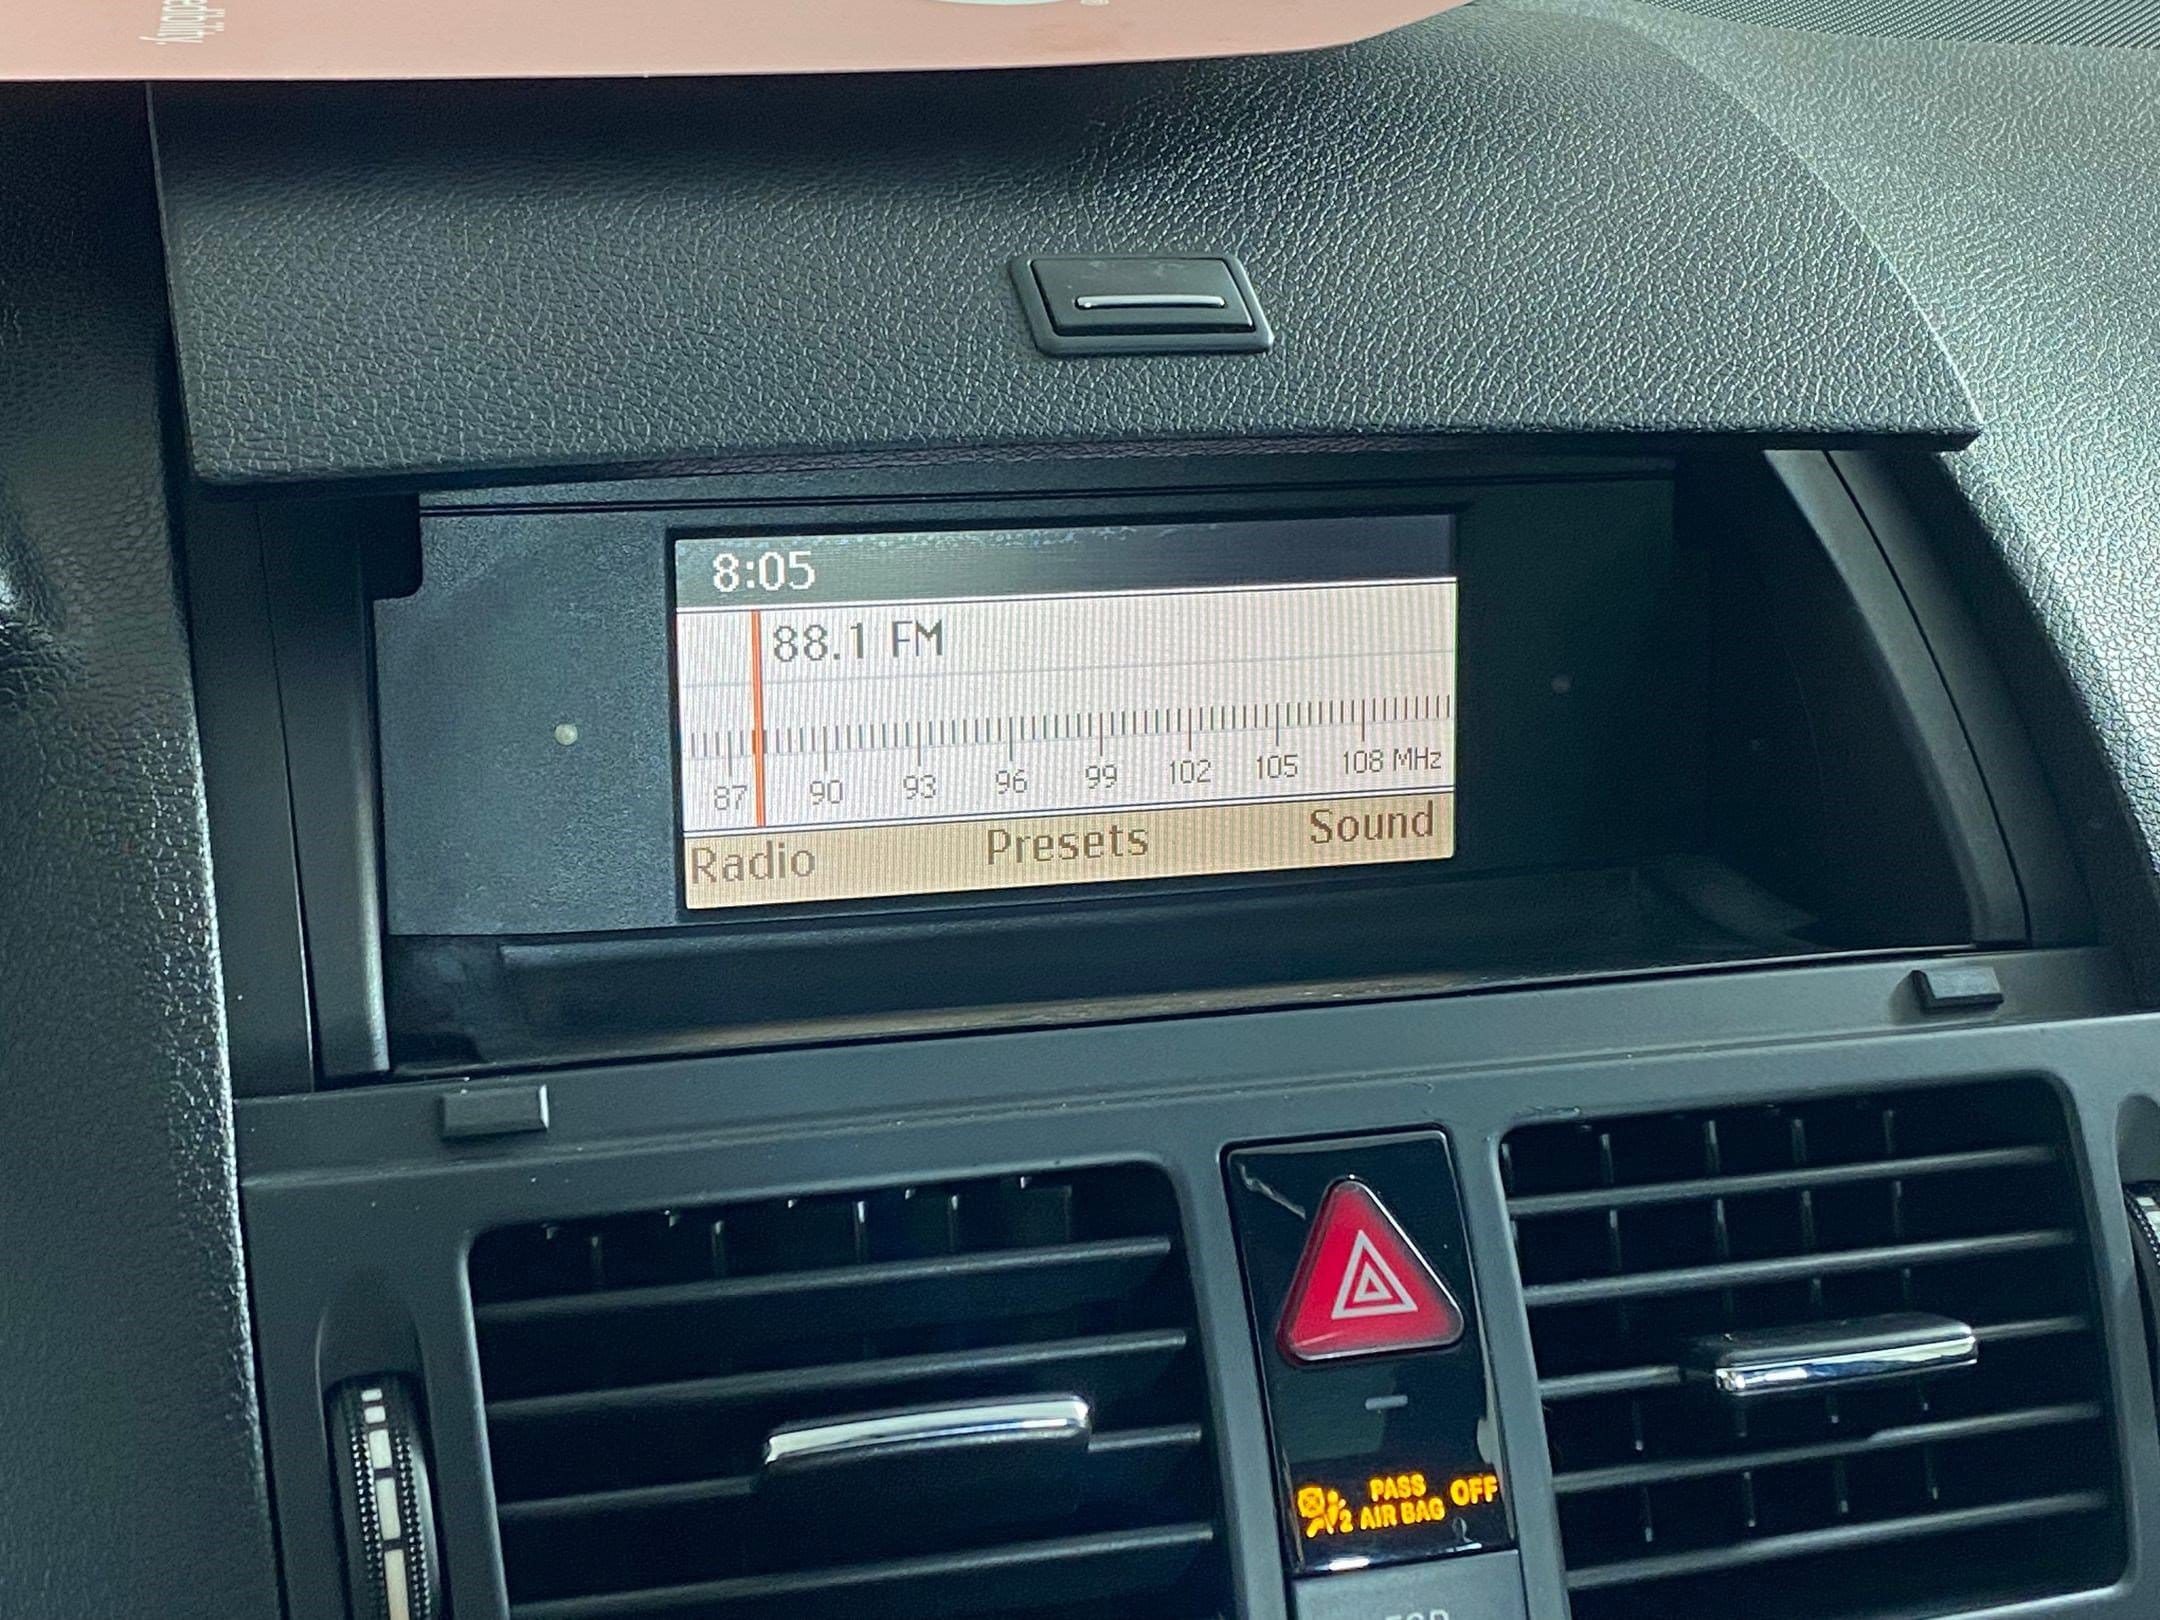 8:05
88.1 FM
87 90 93 96 99 102 105 108 MHz
Radio Presets Sound
PASS
2 AIR BAG OFF